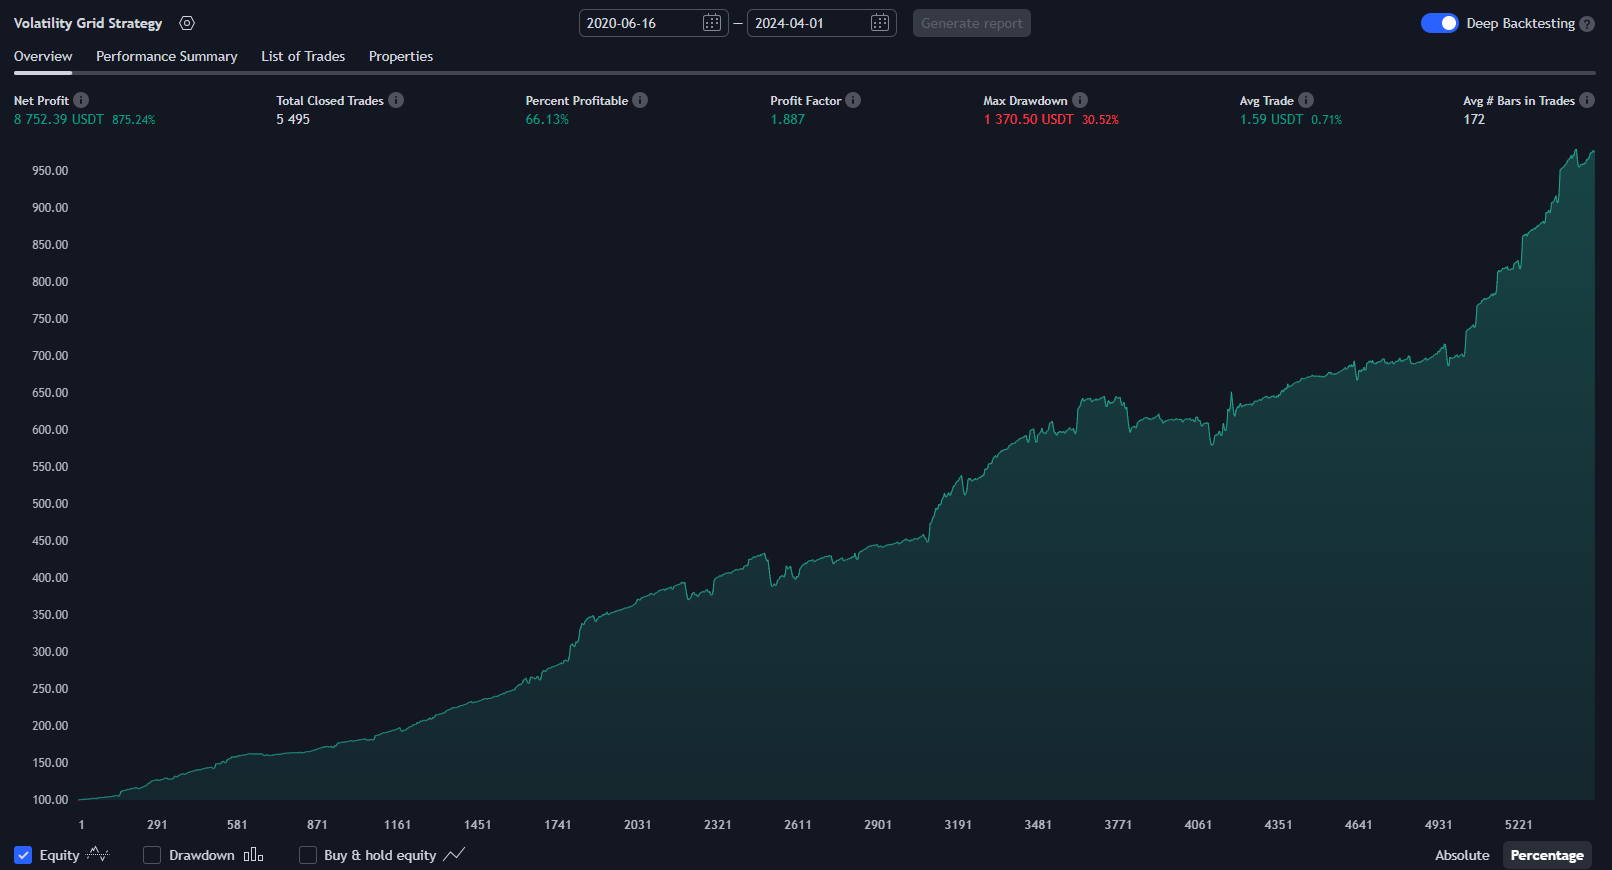 Volatility Grid Strategy
2020-06-16 — 2024-04-01 Generate report
Deep Backtesting ?
Overview Performance Summary List of Trades Properties
Net Profit Total Closed Trades Percent Profitable Profit Factor Max Drawdown Avg Trade Avg # Bars in Trades
8 752.39 USDT 875.24% 5 495 66.13% 1.887 1 370.50 USDT 30.52% 1.59 USDT 0.71% 172
950.00
900.00
850.00
800.00
750.00
700.00
650.00
600.00
550.00
500.00
450.00
400.00
350.00
300.00
250.00
200.00
150.00
100.00
1 291 581 871 1161 1451 1741 2031 2321 2611 2901 3191 3481 3771 4061 4351 4641 4931 5221
Equity Drawdown Buy & hold equity Absolute Percentage